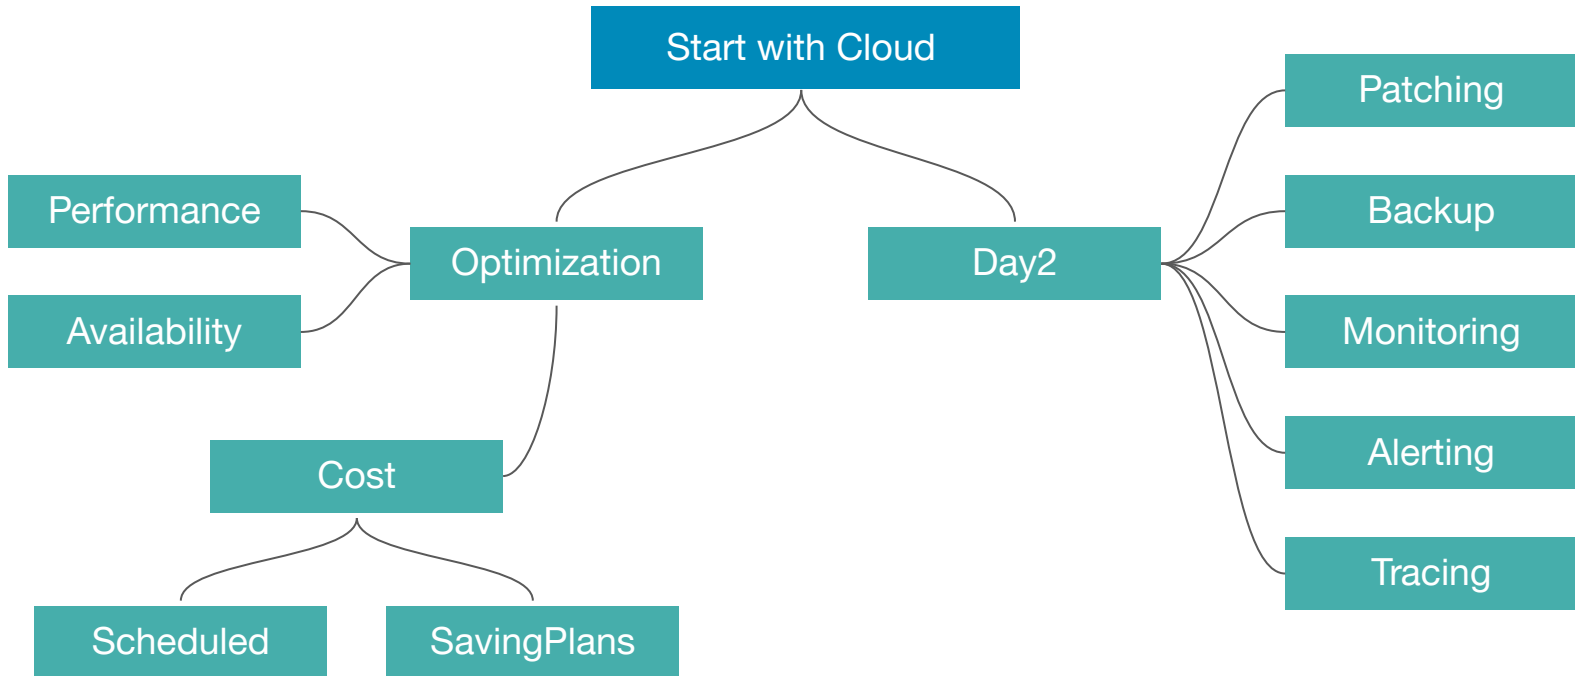 Start with Cloud
Patching
Performance
Backup
Optimization
Day2
Availability
Monitoring
Cost
Alerting
Tracing
Scheduled
SavingPlans